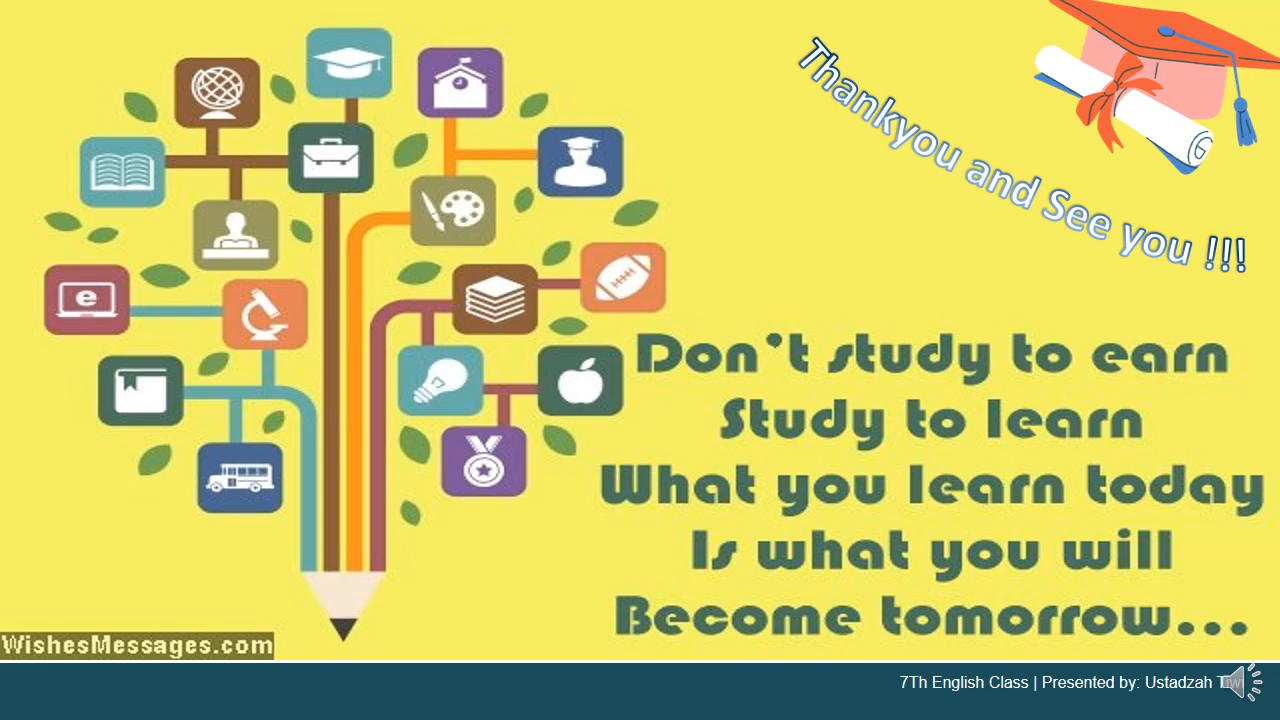 Thankyou and See you !!!
Don't study to earn
Study to learn
What you learn today
Is what you will
Become tomorrow...
e
WishesMessages.com
7Th English Class | Presented by: Ustadzah Tiwi